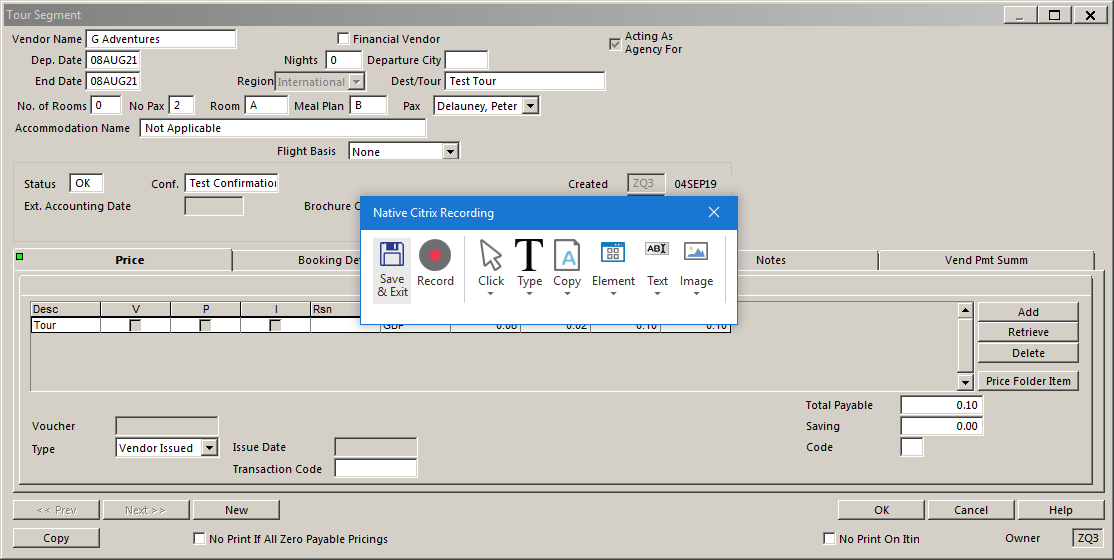 Tour Segment
Vendor Name G Adventures Financial Vendor Acting As Agency For
Dep. Date 08AUG21 Nights 0 Departure City
End Date 08AUG21 Region International Dest/Tour Test Tour
No. of Rooms 0 No Pax 2 Room A Meal Plan B Pax Delauney, Peter
Accommodation Name Not Applicable
Flight Basis None
Status OK Conf. Test Confirmation Created ZQ3 04SEP19
Ext. Accounting Date Brochure C
Native Citrix Recording
Save & Exit Record Click Type Copy Element Text Image
ABI
Price Booking De Notes Vend Pmt Summ
Desc V P I Rsn
Tour GBP 0.08 0.02 0.10 0.10
Add
Retrieve
Delete
Price Folder Item
Total Payable 0.10
Voucher Saving 0.00
Type Vendor Issued Issue Date Code
Transaction Code
<< Prev Next >> New OK Cancel Help
Copy No Print If All Zero Payable Pricings No Print On Itin Owner ZQ3